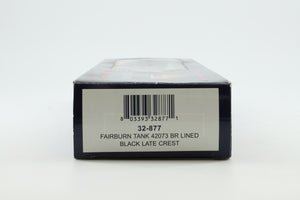 8 03393 32877 1
32-877
FAIRBURN TANK 42073 BR LINED
BLACK LATE CREST